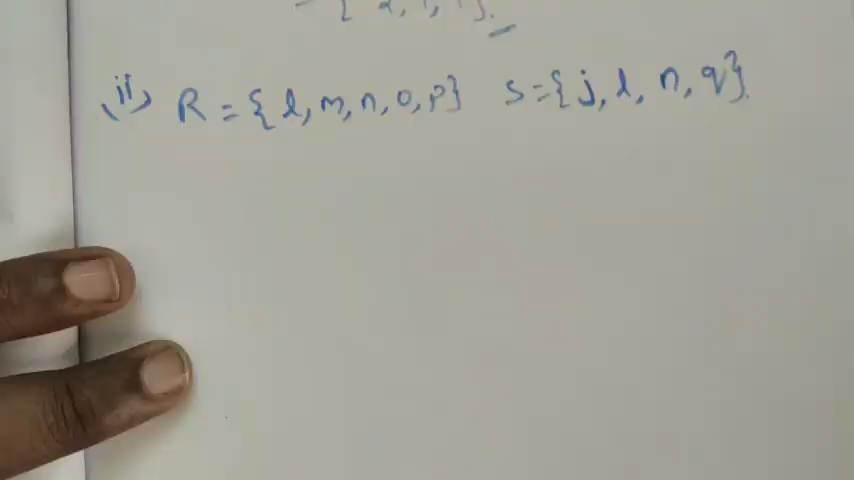 (ii) R = {l, m, n, o, p} S = {j, l, n, q}.